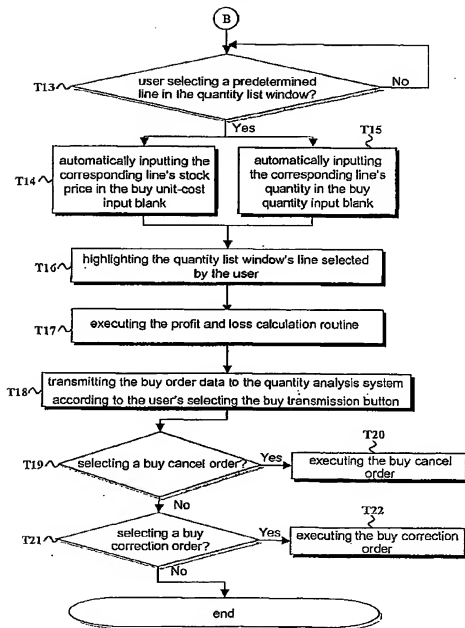 B
T13
user selecting a predetermined
line in the quantity list window?
No
Yes
T15
T14
automatically inputting the
corresponding line's stock
price in the buy unit-cost
input blank
automatically inputting
the corresponding
line's quantity in the buy
quantity input blank
T16
highlighting the quantity list window's line selected
by the user
T17
executing the profit and loss calculation routine
T18
transmitting the buy order data to the quantity analysis system
according to the user's selecting the buy transmission button
T19
selecting a buy cancel order?
Yes
T20
executing the buy cancel
order
No
T21
selecting a buy
correction order?
Yes
T22
executing the buy correction
order
No
end